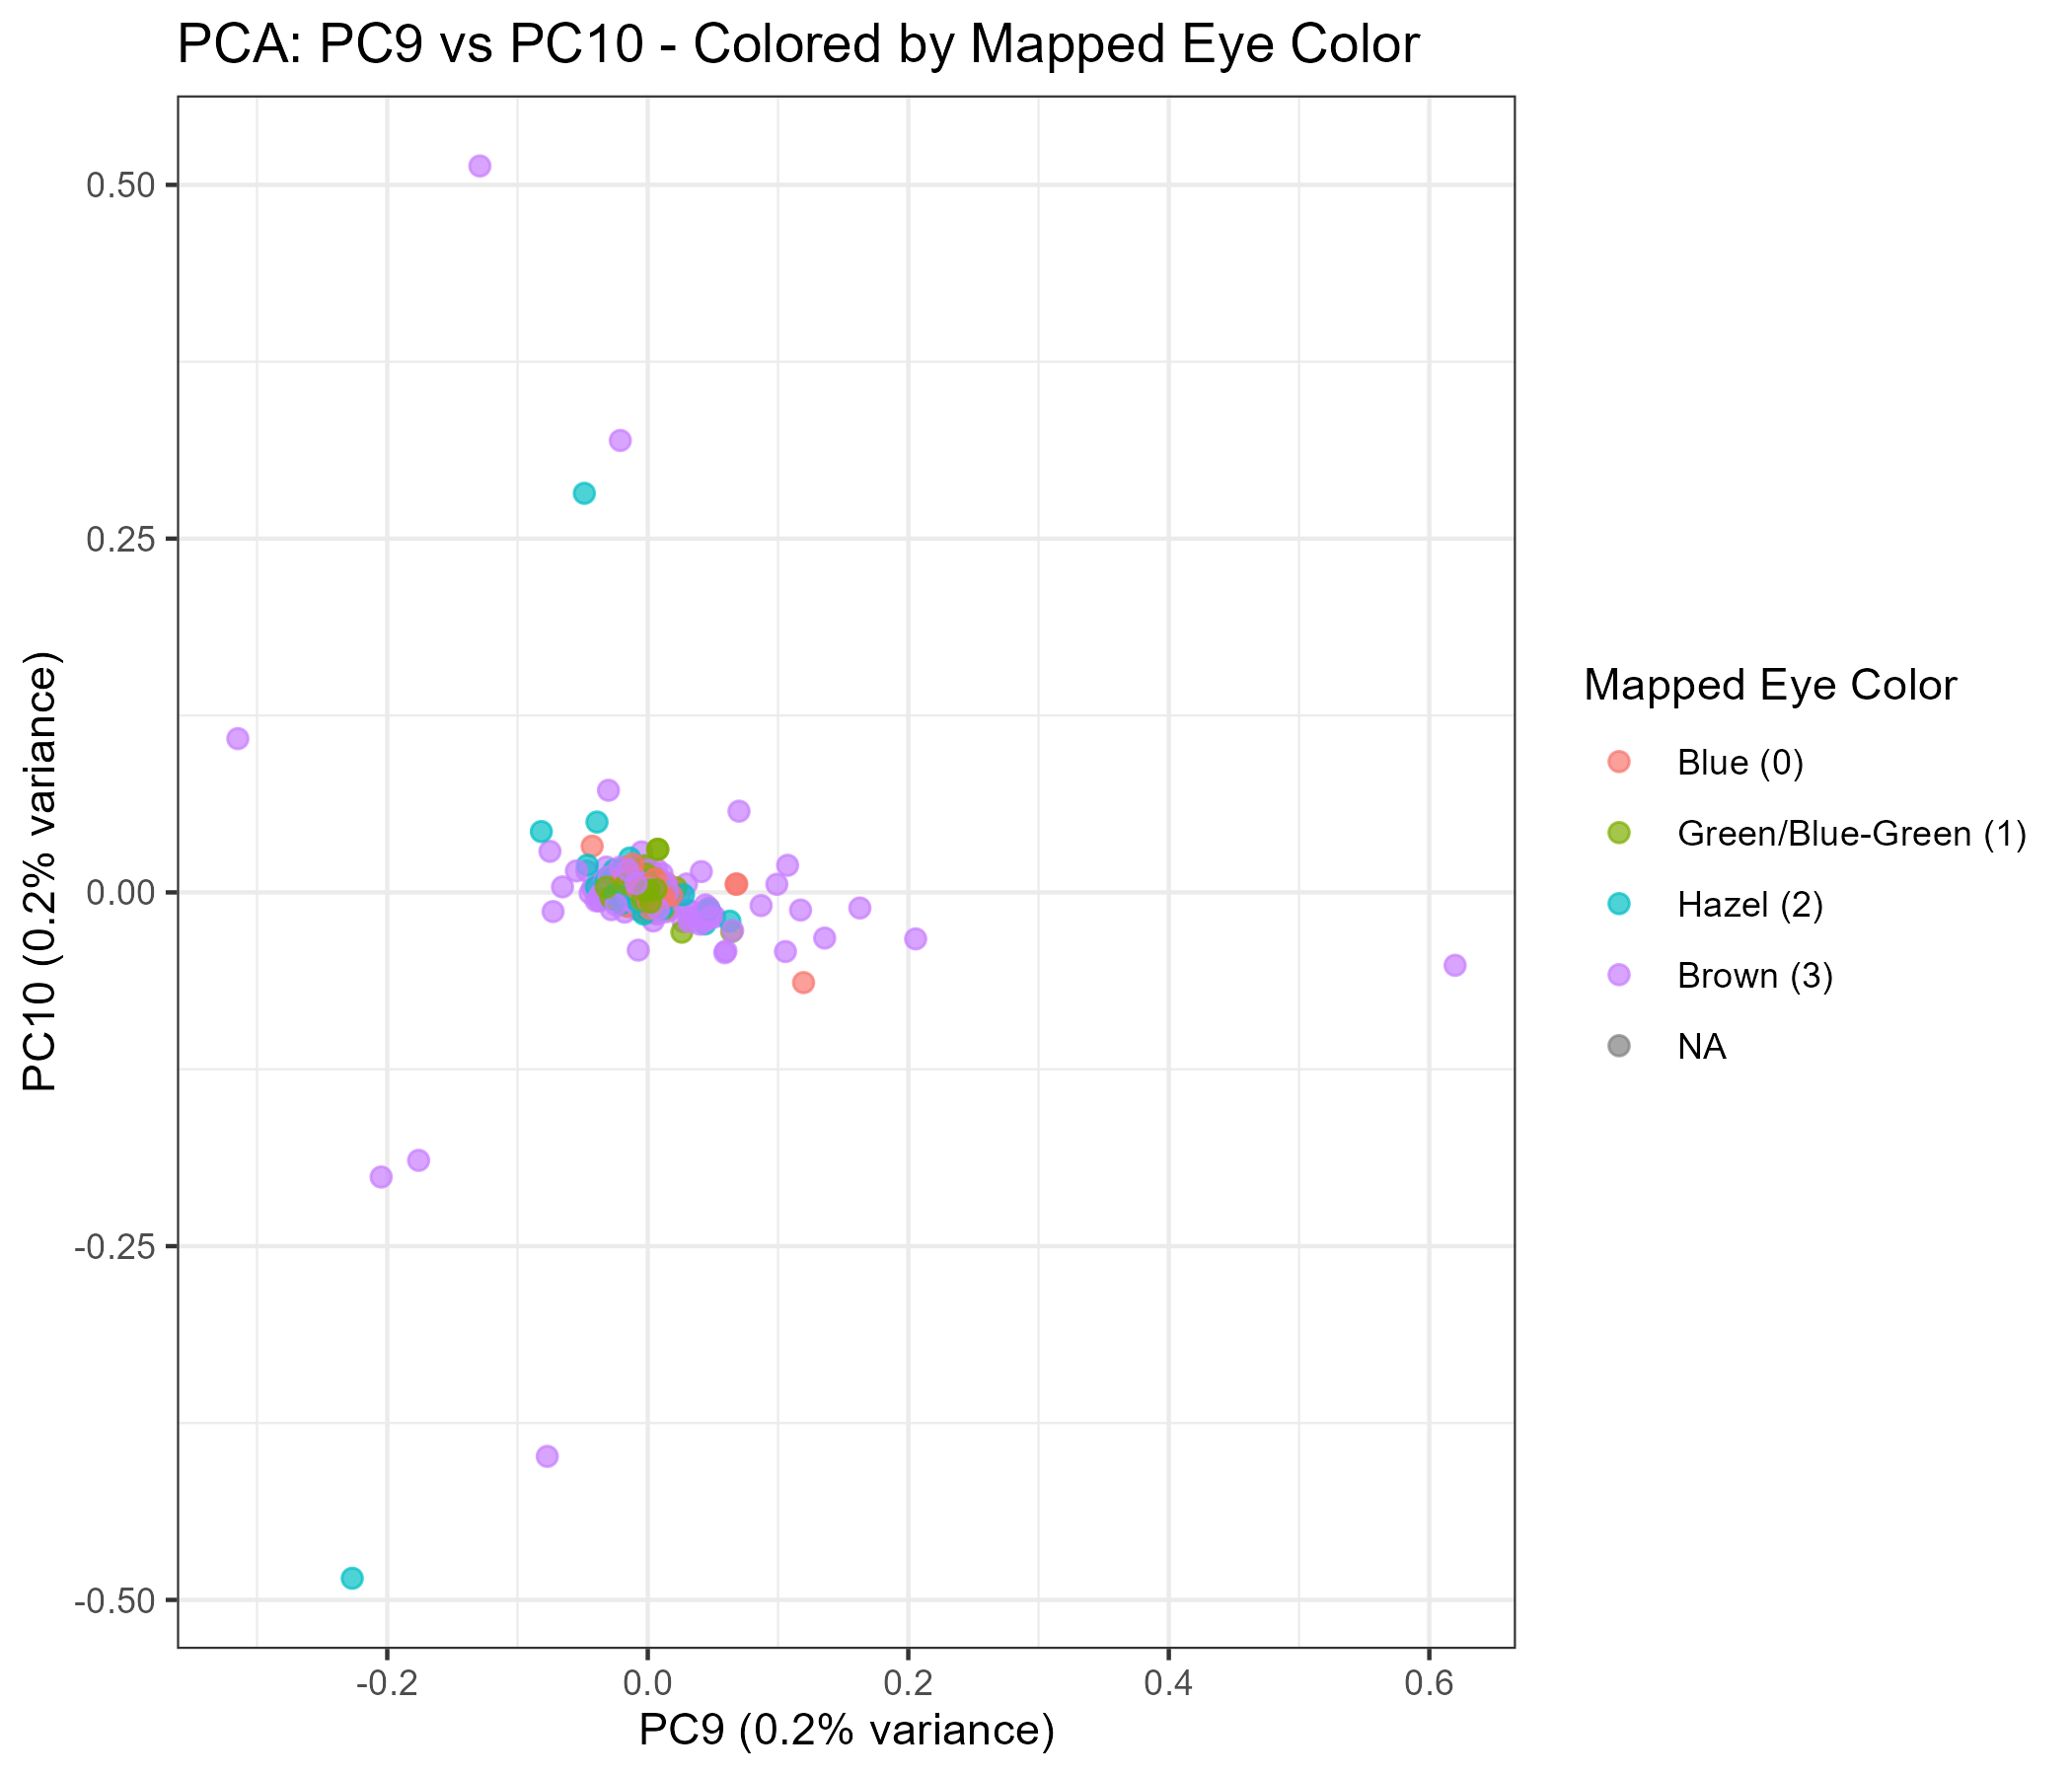 PCA: PC9 vs PC10 - Colored by Mapped Eye Color
PC10 (0.2% variance)
0.50
0.25
0.00
-0.25
-0.50
-0.2
0.0
0.2
0.4
0.6
PC9 (0.2% variance)
Mapped Eye Color
Blue (0)
Green/Blue-Green (1)
Hazel (2)
Brown (3)
NA